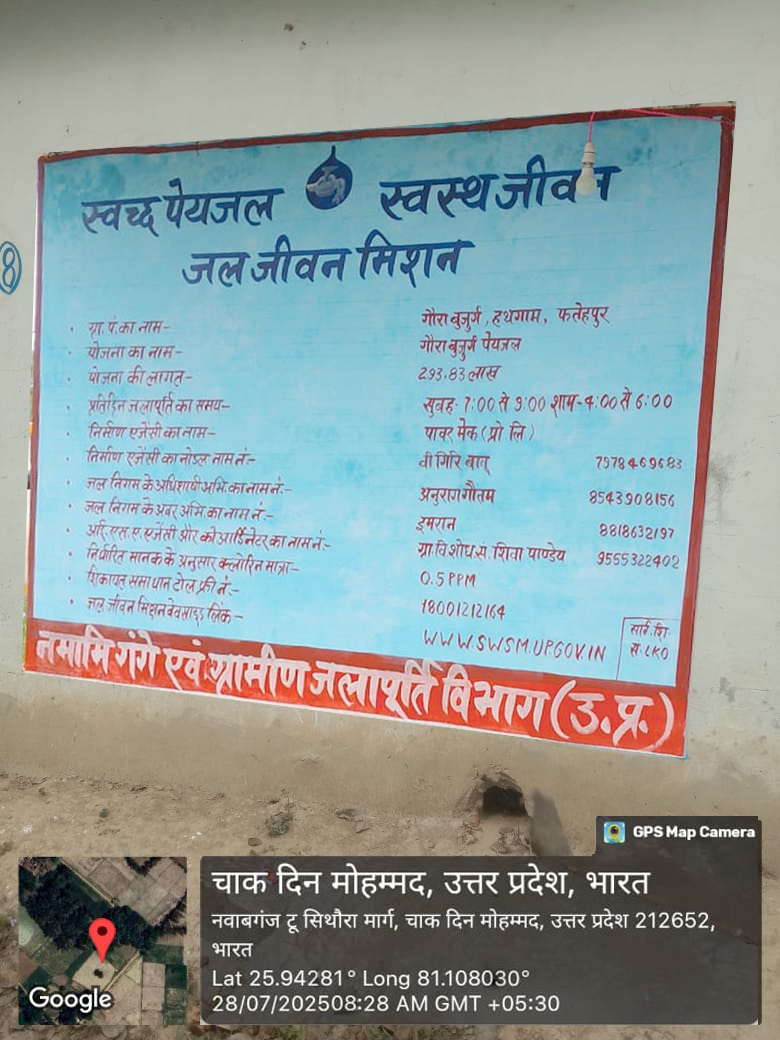 स्वच्छ पेयजल स्वस्थ जीवन
जल जीवन मिशन
8
• ग्रा. पं. का नाम- गौरा बुजुर्ग, हथगाम, फतेहपुर
• योजना का नाम- गौरा बुजुर्ग पेयजल
• योजना की लागत- 293.83 लाख
• प्रतिदिन जलापूर्ति का समय- सुबह- 7:00 से 9:00 शाम- 4:00 से 6:00
• निर्माण एजेंसी का नाम- पावर मेक (प्रो लि)
• निर्माण एजेंसी का नोडल नाम नं:- वी गिरि बाबू 7978469683
• जल निगम के अधिशाषी अभि. का नाम नं:- अनुराग गौतम 8543908156
• जल निगम के अवर अभि. का नाम नं:- इमरान 8818632197
• आई. एस. ए. एजेंसी और कोआर्डिनेटर का नाम नं:- ग्रा. वि शोध स. शिवा पाण्डेय 9555322402
• निर्धारित मानक के अनुसार क्लोरिन मात्रा- 0.5 PPM
• शिकायत समाधान टोल फ्री नं:- 18001212164
• जल जीवन मिशन वेवसाइड लिंक- WWW.SWSM.UPGOV.IN
सार्इ. शि.
स. LKO
नमामि गंगे एवं ग्रामीण जलापूर्ति विभाग (उ. प्र.)
GPS Map Camera
चाक दिन मोहम्मद, उत्तर प्रदेश, भारत
नवाबगंज टू सिथौरा मार्ग, चाक दिन मोहम्मद, उत्तर प्रदेश 212652,
भारत
Lat 25.94281° Long 81.108030°
28/07/202508:28 AM GMT +05:30
Google